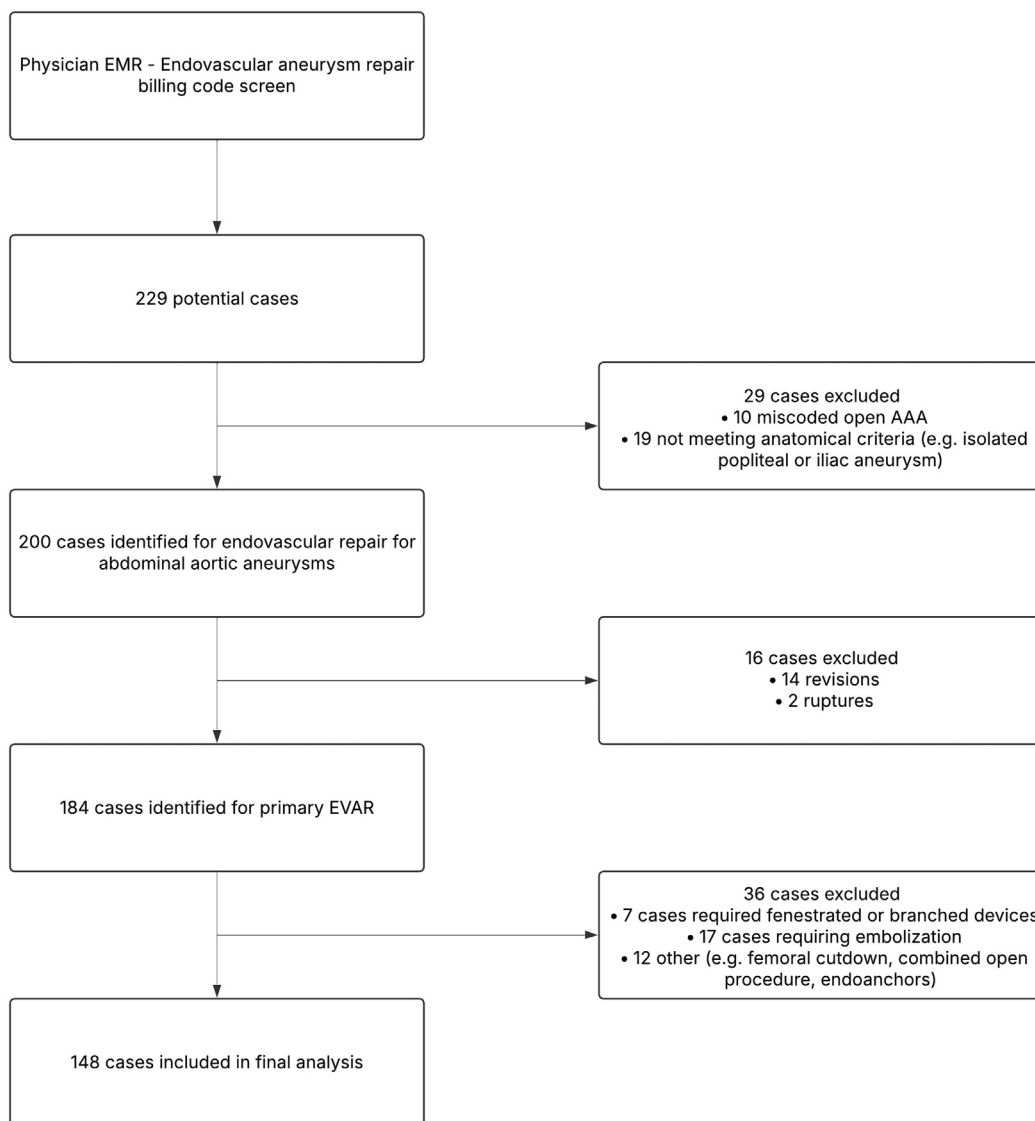 Physician EMR - Endovascular aneurysm repair
billing code screen
229 potential cases
29 cases excluded
• 10 miscoded open AAA
• 19 not meeting anatomical criteria (e.g. isolated
popliteal or iliac aneurysm)
200 cases identified for endovascular repair for
abdominal aortic aneurysms
16 cases excluded
• 14 revisions
• 2 ruptures
184 cases identified for primary EVAR
36 cases excluded
• 7 cases required fenestrated or branched devices
• 17 cases requiring embolization
• 12 other (e.g. femoral cutdown, combined open
procedure, endoanchors)
148 cases included in final analysis